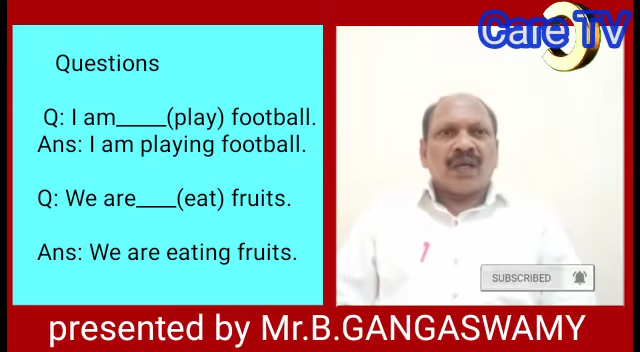 Care TV
Questions
Q: I am_____(play) football.
Ans: I am playing football.
Q: We are____(eat) fruits.
Ans: We are eating fruits.
SUBSCRIBED
presented by Mr.B.GANGASWAMY